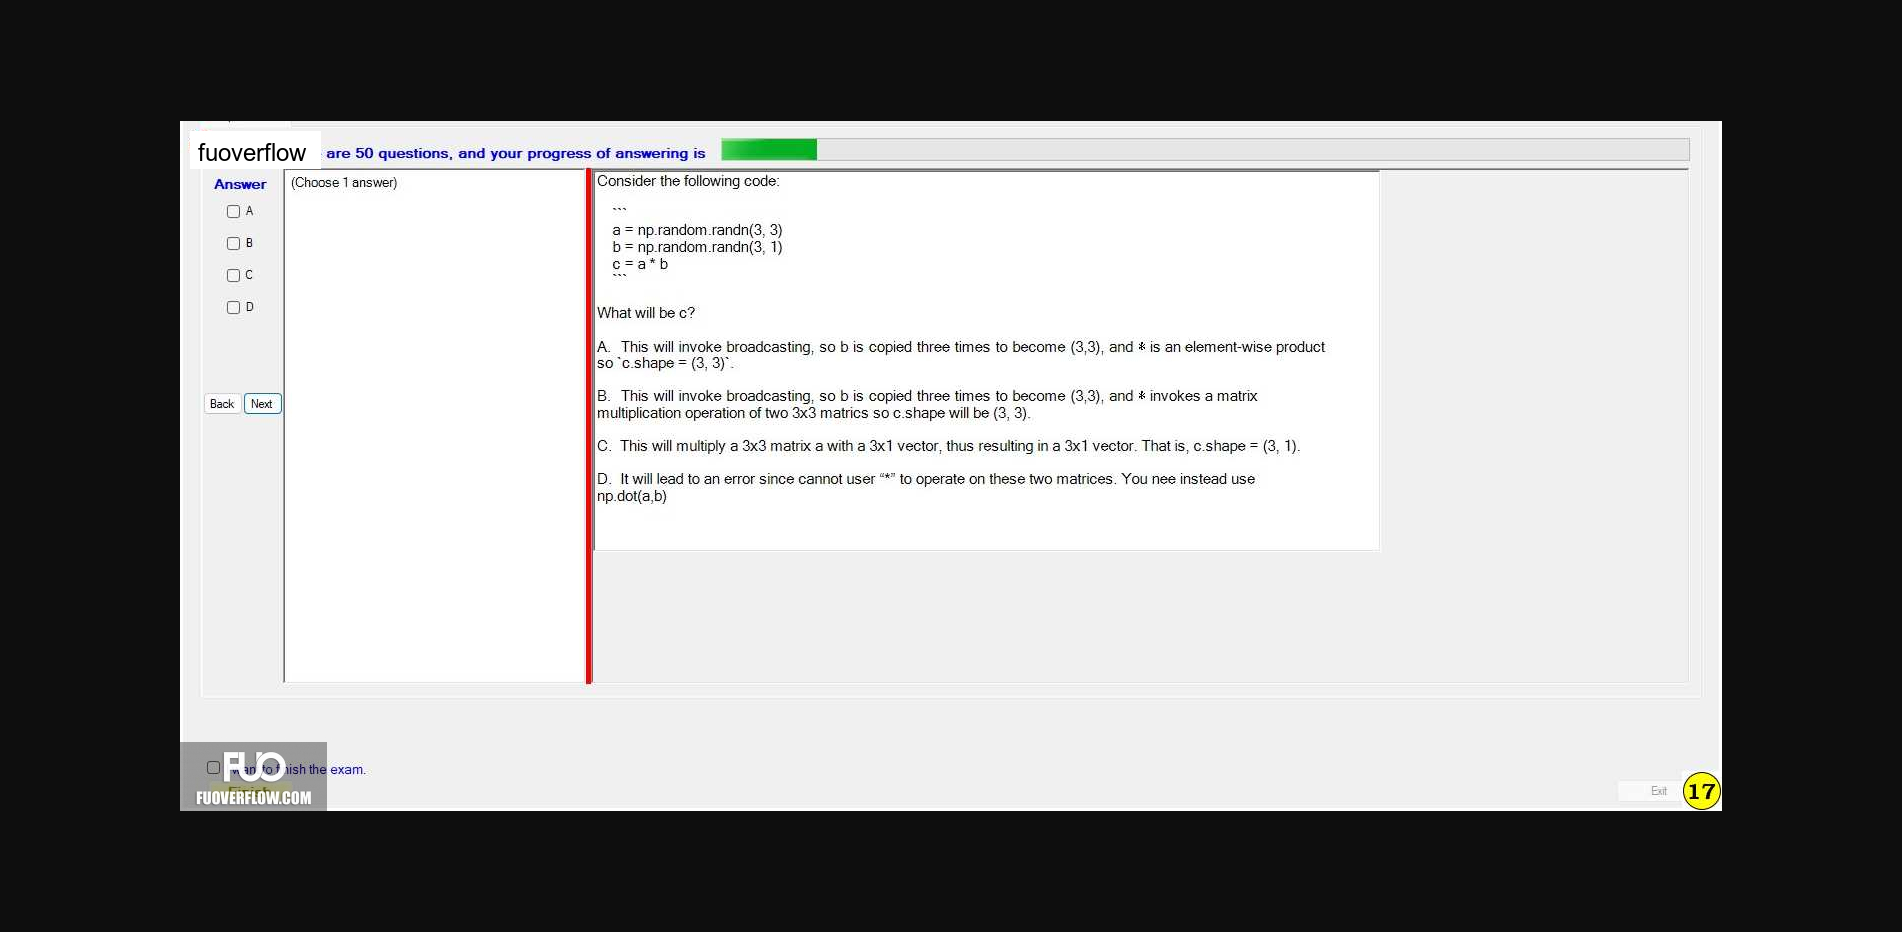 fuoverflow are 50 questions, and your progress of answering is
Answer
(Choose 1 answer)
A
B
C
D
Back Next
Consider the following code:
```
a = np.random.randn(3, 3)
b = np.random.randn(3, 1)
c = a * b
```
What will be c?
A. This will invoke broadcasting, so b is copied three times to become (3,3), and * is an element-wise product
so `c.shape = (3, 3)`.
B. This will invoke broadcasting, so b is copied three times to become (3,3), and * invokes a matrix
multiplication operation of two 3x3 matrics so c.shape will be (3, 3).
C. This will multiply a 3x3 matrix a with a 3x1 vector, thus resulting in a 3x1 vector. That is, c.shape = (3, 1).
D. It will lead to an error since cannot user “*” to operate on these two matrices. You nee instead use
np.dot(a,b)
FUO
the exam.
FUOVERFLOW.COM
Exit
17